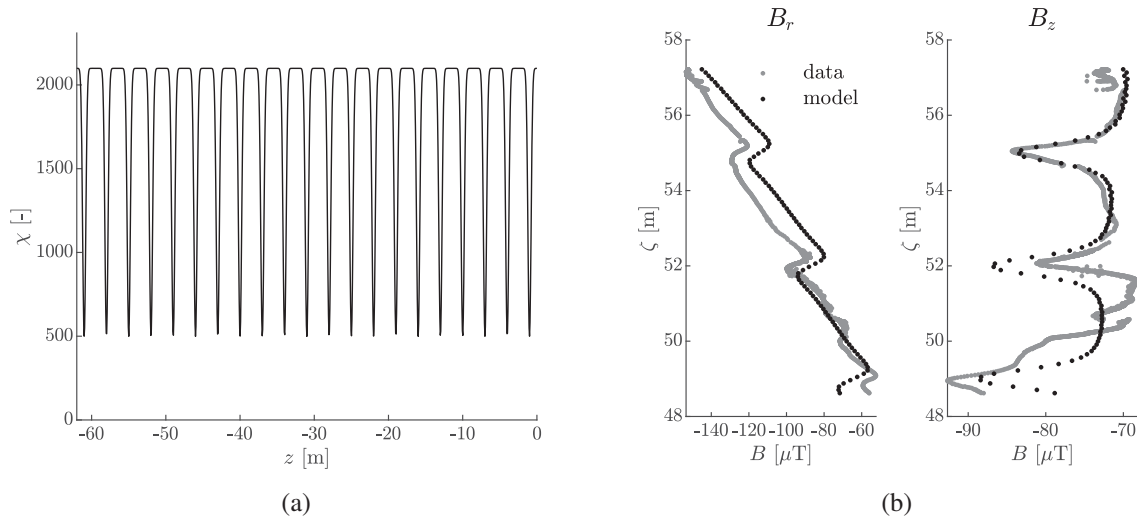 2000
1500
1000
500
0
χ [-]
-60
-50
-40
-30
-20
-10
0
z [m]
(a)
B_r
B_z
58
56
54
52
50
48
ζ [m]
data
model
-140 -120 -100 -80 -60
B [μT]
58
56
54
52
50
48
ζ [m]
-90
-80
-70
B [μT]
(b)